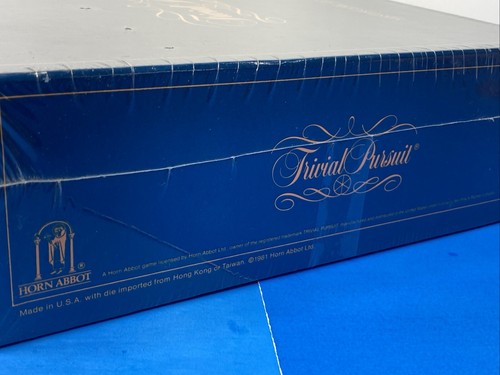 Trivial Pursuit®
HORN ABBOT®
A Horn Abbot game licensed by Horn Abbot Ltd. owner of the registered trademark TRIVIAL PURSUIT
Made in U.S.A. with die imported from Hong Kong or Taiwan. ©1981 Horn Abbot Ltd.